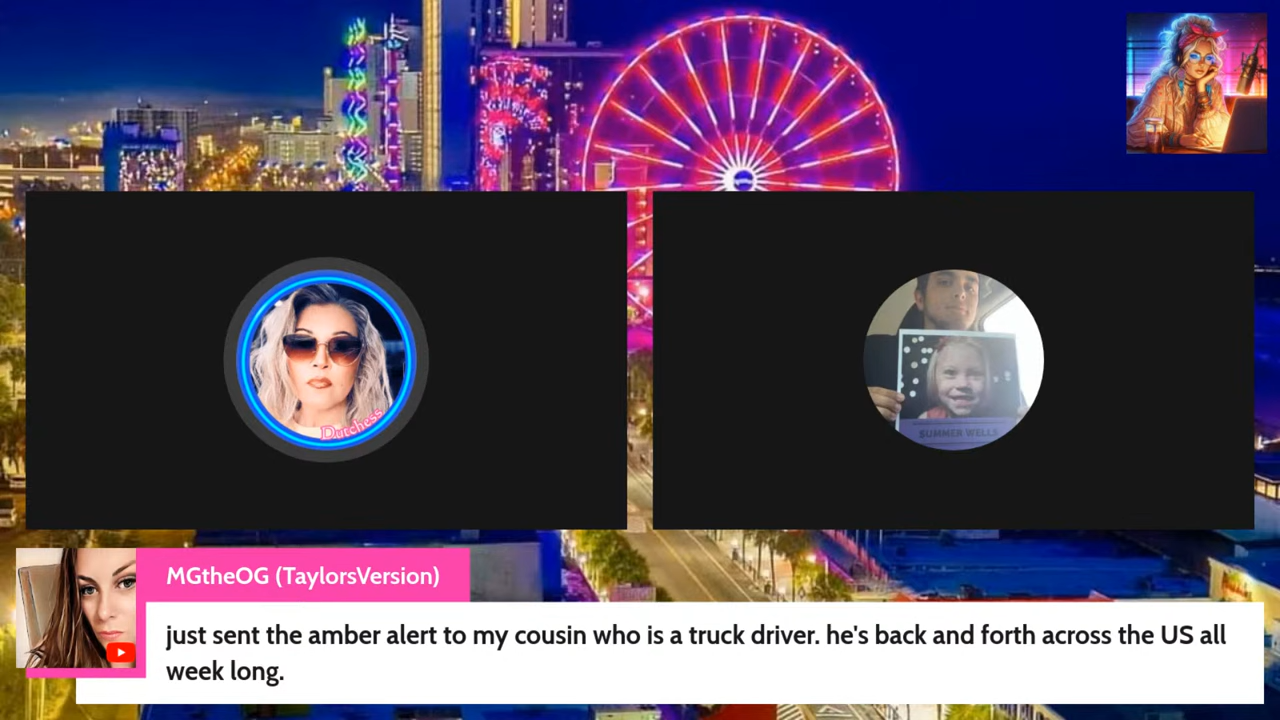 Dutchess
SUMMER WELLS
MGtheOG (TaylorsVersion)
just sent the amber alert to my cousin who is a truck driver. he's back and forth across the US all
week long.